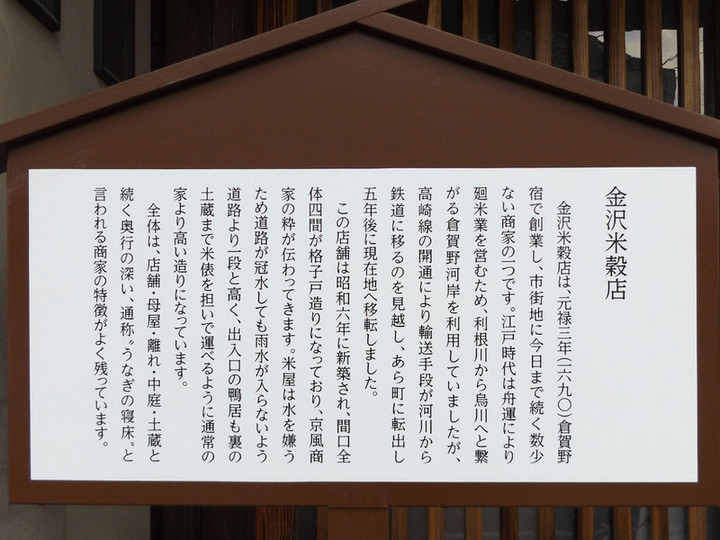 金沢米穀店
金沢米穀店は、元禄三年(一六九〇)倉賀野
宿で創業し、市街地に今日まで続く数少
ない商家の一つです。江戸時代は舟運により
廻米業を営むため、利根川から烏川へと繋
がる倉賀野河岸を利用していましたが、
高崎線の開通により輸送手段が河川から
鉄道に移るのを見越し、あら町に転出し
五年後に現在地へ移転しました。
この店舗は昭和六年に新築され、間口全
体四間が格子戸造りになっており、京風商
家の粋が伝わってきます。米屋は水を嫌う
ため道路が冠水しても雨水が入らないよう
道路より一段と高く、出入口の鴨居も裏の
土蔵まで米俵を担いで運べるように通常の
家より高い造りになっています。
全体は、店舗・母屋・離れ・中庭・土蔵と
続く奥行の深い、通称〝うなぎの寝床〟と
言われる商家の特徴がよく残っています。